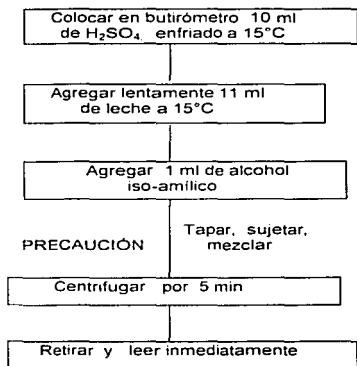 Colocar en butirómetro 10 ml
de H₂SO₄ enfriado a 15°C
Agregar lentamente 11 ml
de leche a 15°C
Agregar 1 ml de alcohol
iso-amílico
PRECAUCIÓN
Tapar, sujetar,
mezclar
Centrifugar por 5 min
Retirar y leer inmediatamente